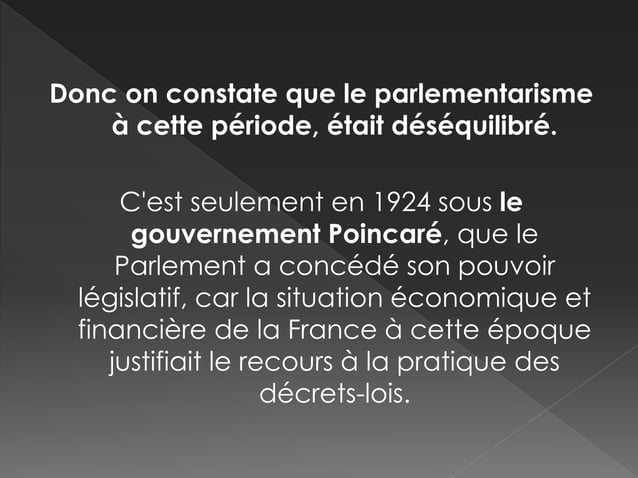 Donc on constate que le parlementarisme
à cette période, était déséquilibré.
C'est seulement en 1924 sous le
gouvernement Poincaré, que le
Parlement a concédé son pouvoir
législatif, car la situation économique et
financière de la France à cette époque
justifiait le recours à la pratique des
décrets-lois.